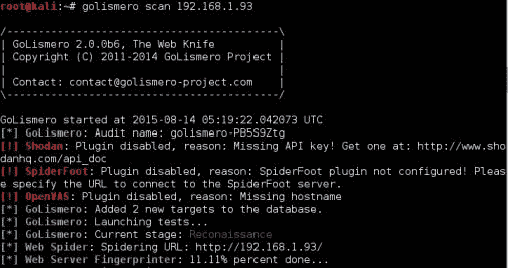 root@kali:~# golismero scan 192.168.1.93
/----------------------------------------------\
| GoLismero 2.0.0b6, The Web Knife |
| Copyright (C) 2011-2014 GoLismero Project |
| |
| Contact: contact@golismero-project.com |
\----------------------------------------------/
GoLismero started at 2015-08-14 05:19:22.042073 UTC
[*] GoLismero: Audit name: golismero-PB5S9Ztg
[!] Shodan: Plugin disabled, reason: Missing API key! Get one at: http://www.sho
danhq.com/api_doc
[!] SpiderFoot: Plugin disabled, reason: SpiderFoot plugin not configured! Pleas
e specify the URL to connect to the SpiderFoot server.
[!] OpenVAS: Plugin disabled, reason: Missing hostname
[*] GoLismero: Added 2 new targets to the database.
[*] GoLismero: Launching tests...
[*] GoLismero: Current stage: Reconaissance
[*] Web Spider: Spidering URL: http://192.168.1.93/
[*] Web Server Fingerprinter: 11.11% percent done...